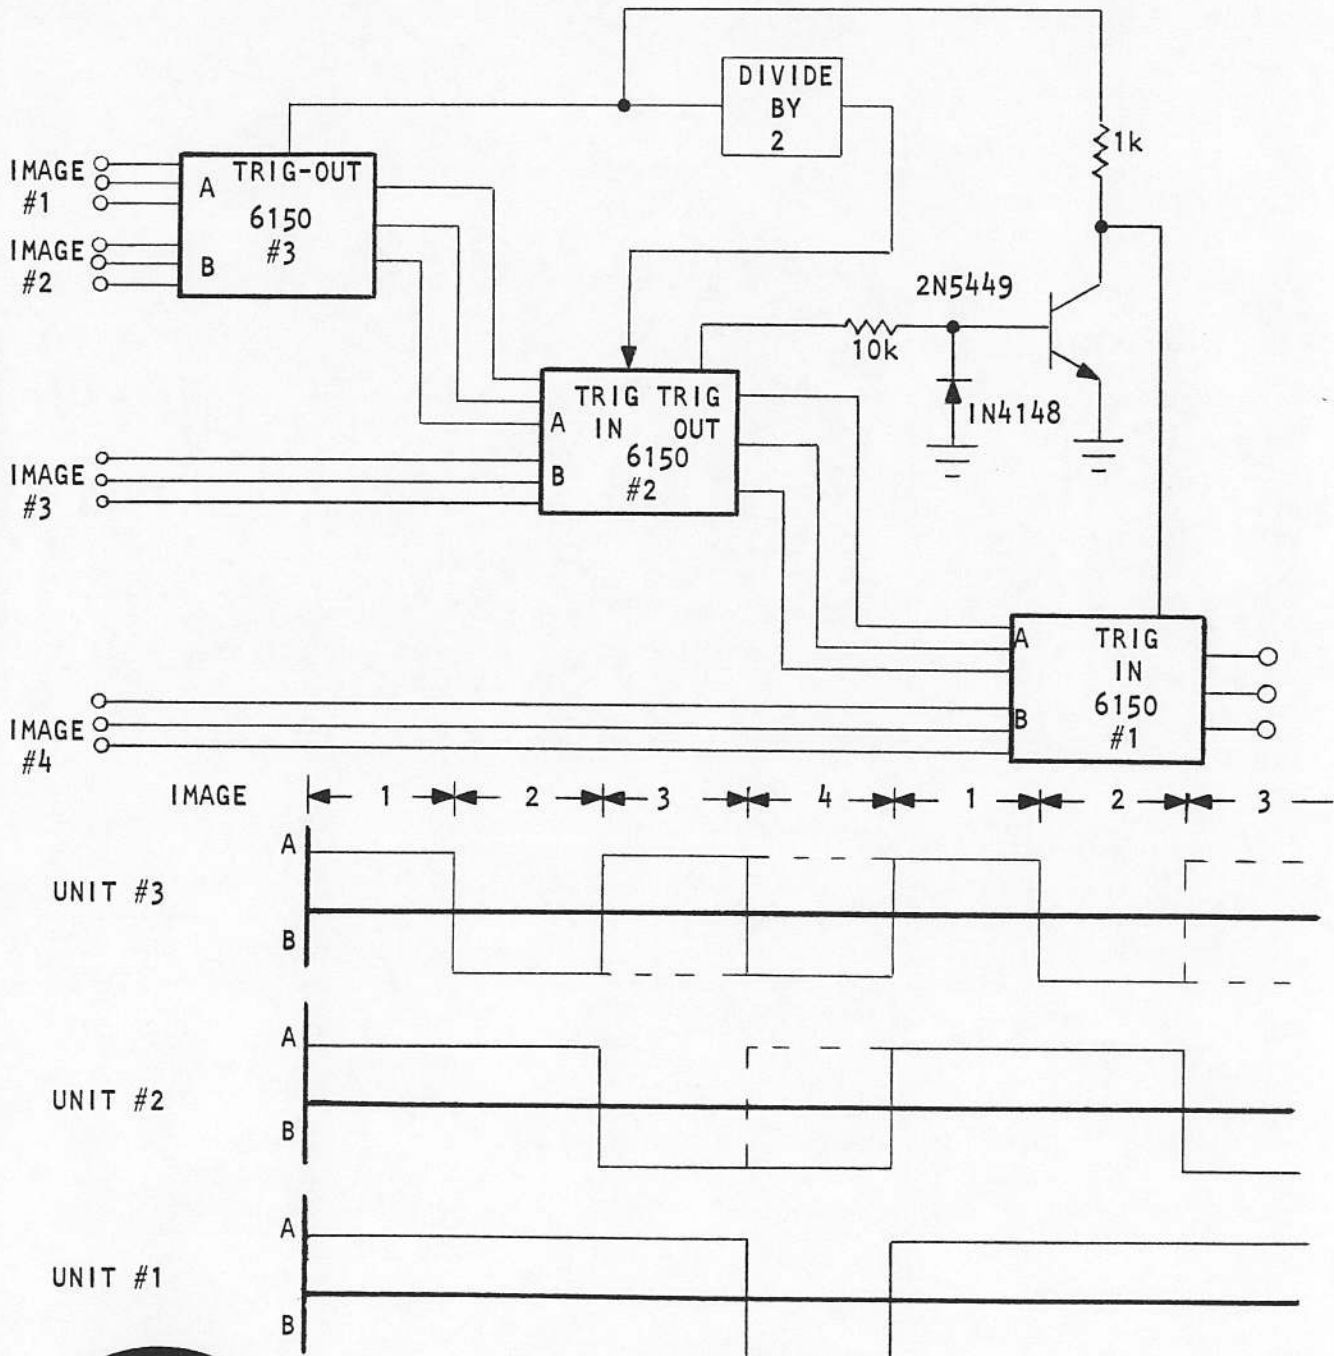 DIVIDE
BY
2
1k
IMAGE
#1
A
TRIG-OUT
6150
#3
IMAGE
#2
B
2N5449
10k
1N4148
TRIG TRIG
IN OUT
A
6150
#2
B
IMAGE
#3
A
TRIG
IN
6150
#1
B
IMAGE
#4
IMAGE 1 2 3 4 1 2 3
A
UNIT #3
B
A
UNIT #2
B
A
UNIT #1
B